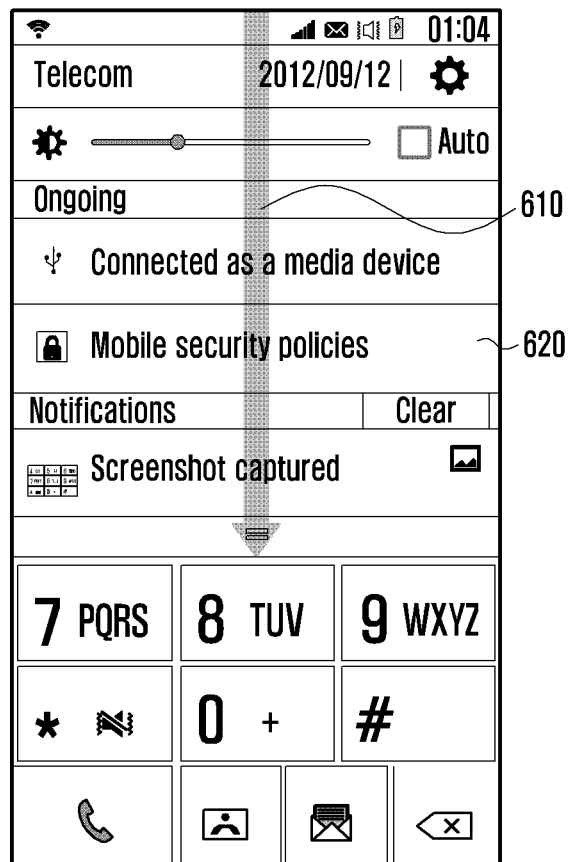 01:04
Telecom 2012/09/12 |
Auto
Ongoing
610
Connected as a media device
Mobile security policies
620
Notifications Clear
Screenshot captured
7 PQRS 8 TUV 9 WXYZ
* 0 + #